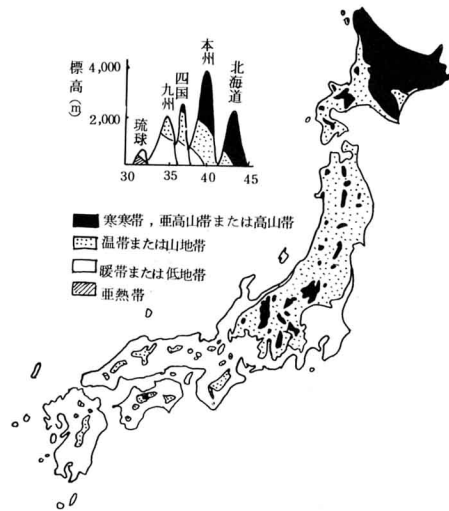 本州
北海道
四国
九州
琉球
標高(m)
4,000
2,000
30 35 40 45
寒寒帯，亜高山帯または高山帯
温帯または山地帯
暖帯または低地帯
亜熱帯